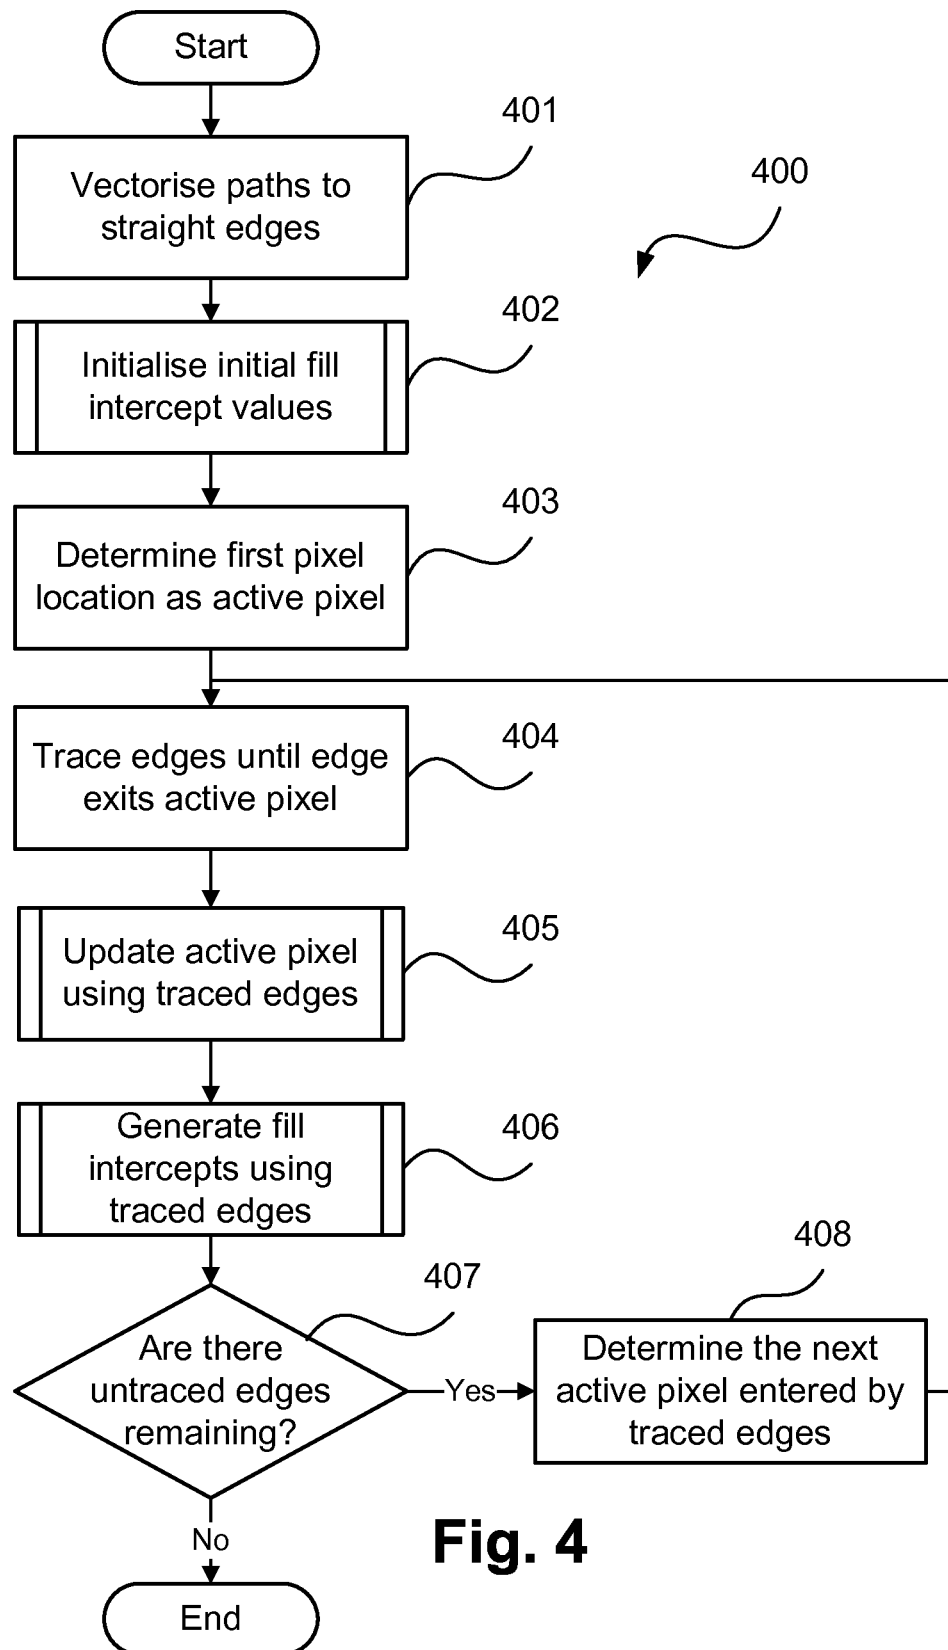 Start
401
Vectorise paths to
straight edges
400
402
Initialise initial fill
intercept values
403
Determine first pixel
location as active pixel
404
Trace edges until edge
exits active pixel
405
Update active pixel
using traced edges
406
Generate fill
intercepts using
traced edges
407
Are there
untraced edges
remaining?
Yes
408
Determine the next
active pixel entered by
traced edges
No
Fig. 4
End